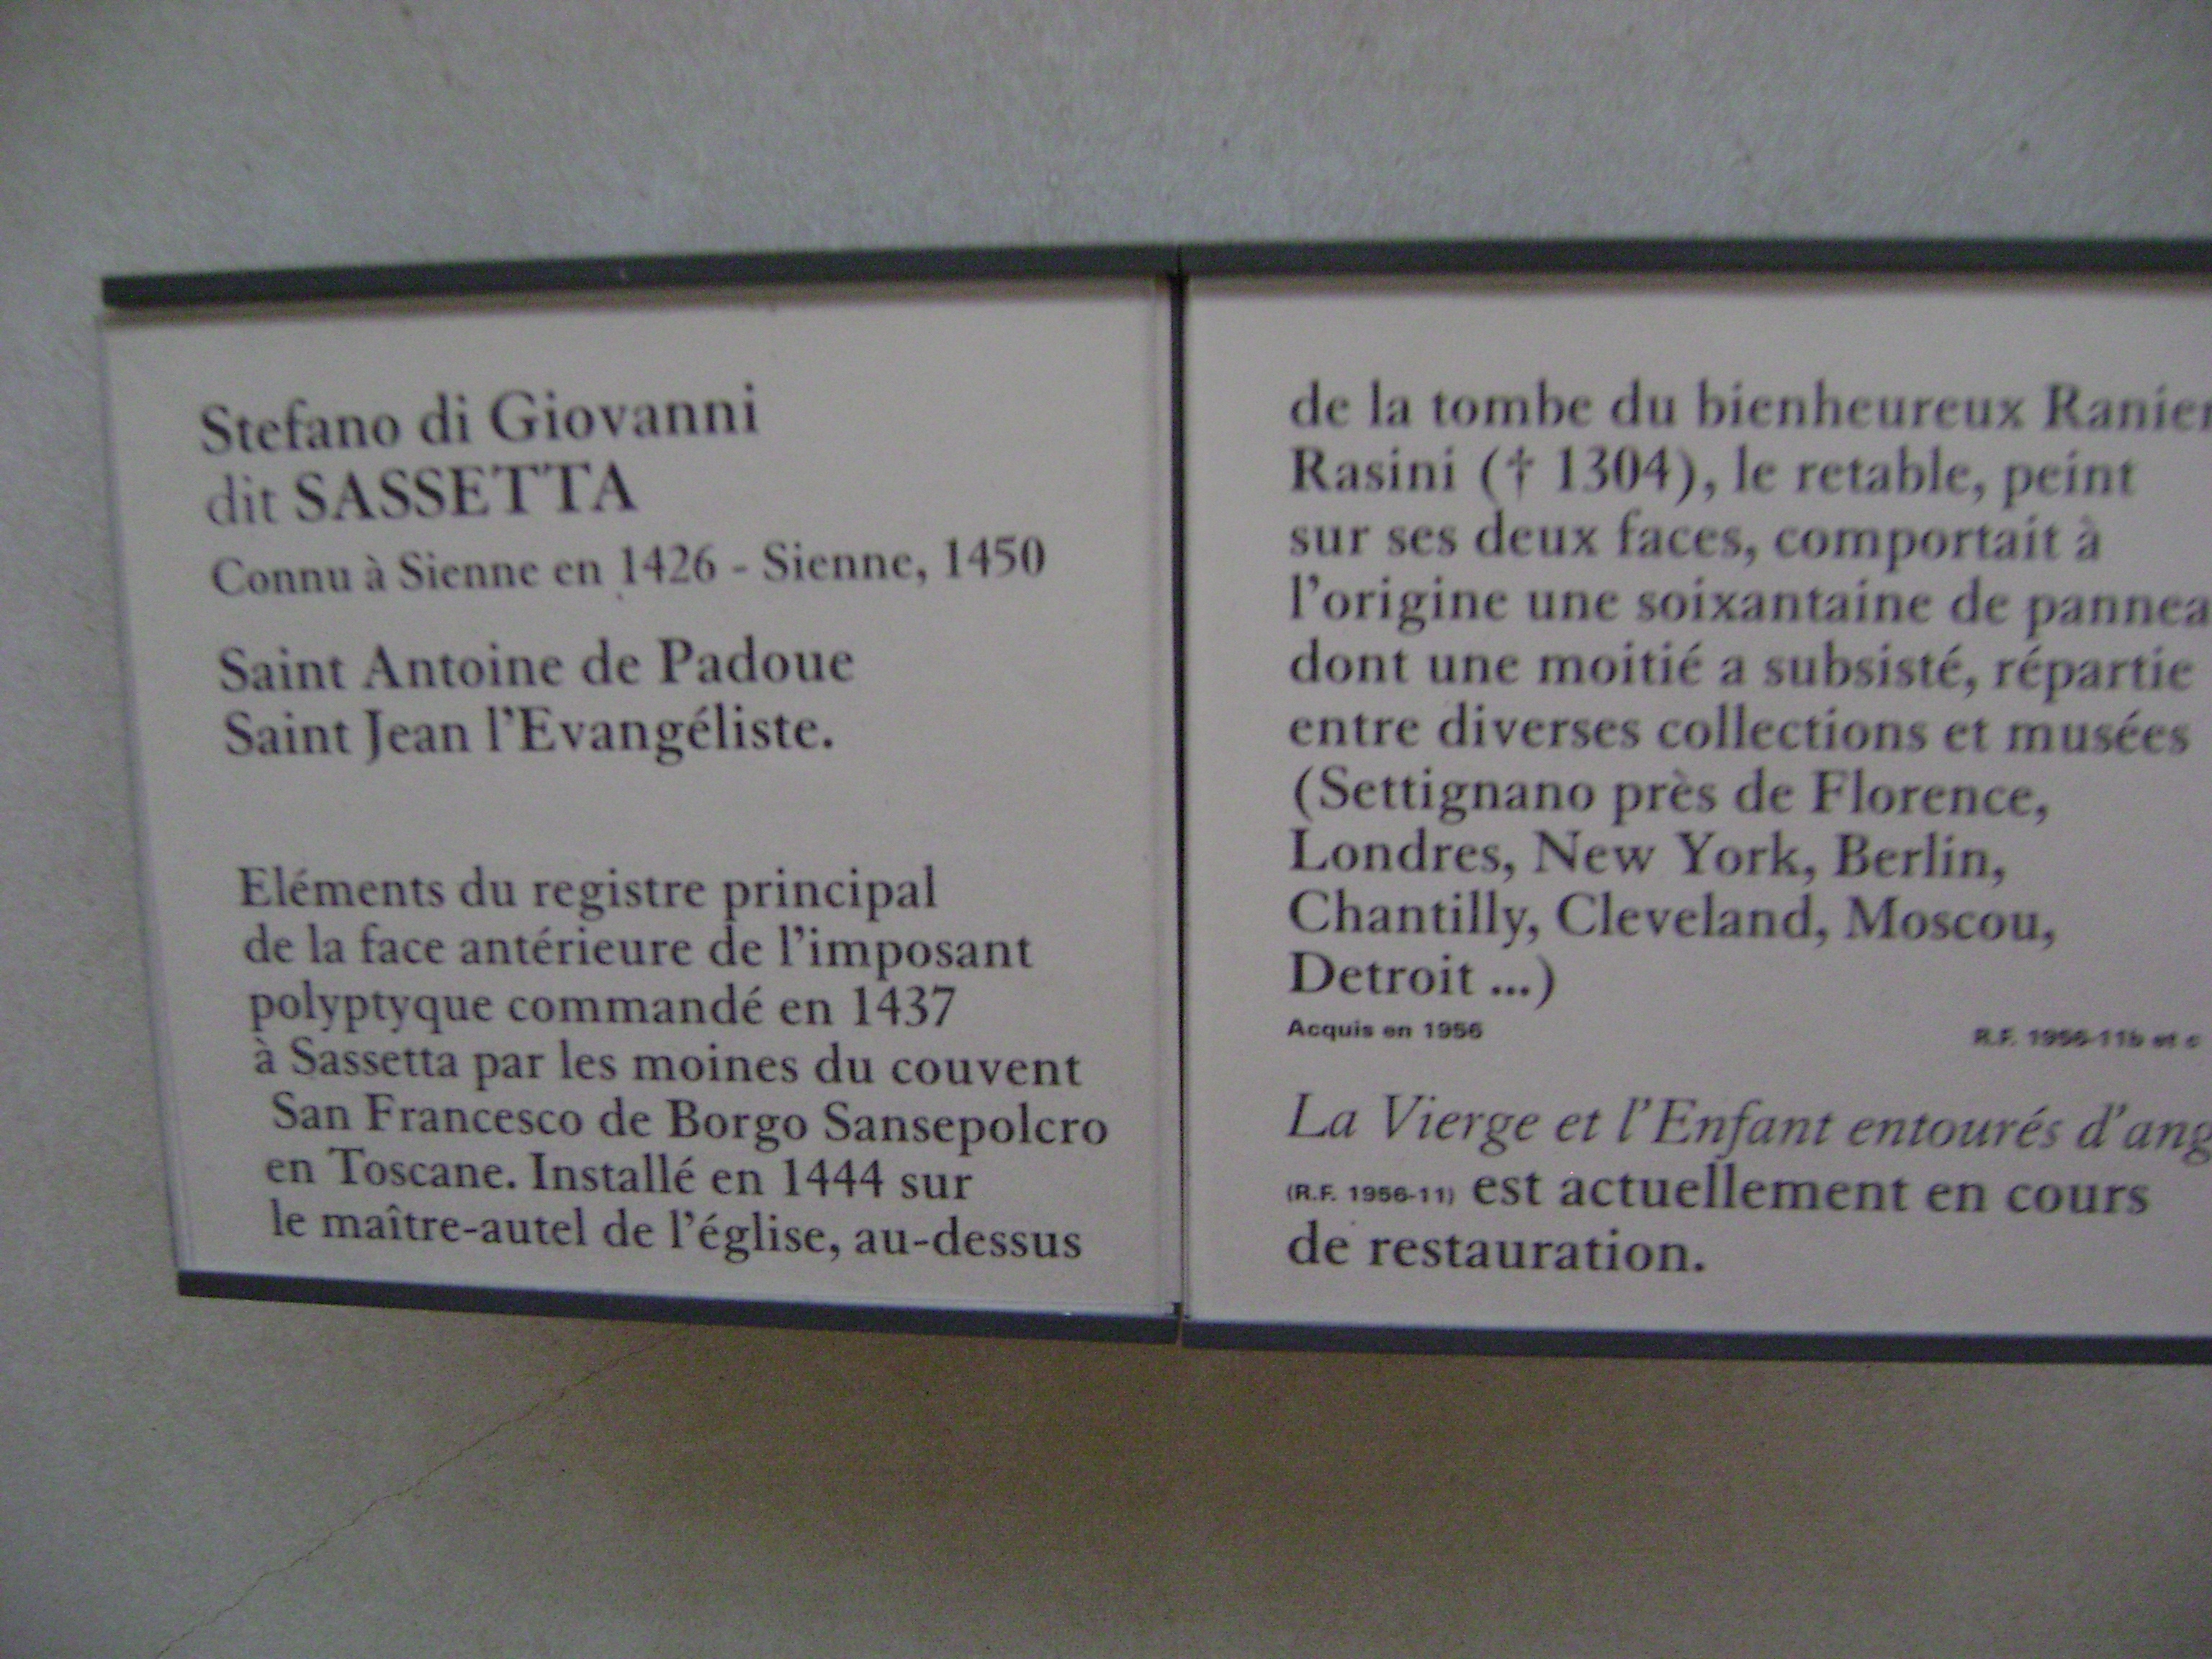 Stefano di Giovanni
dit SASSETTA
Connu à Sienne en 1426 - Sienne, 1450
Saint Antoine de Padoue
Saint Jean l'Evangéliste.
Eléments du registre principal
de la face antérieure de l'imposant
polyptyque commandé en 1437
à Sassetta par les moines du couvent
San Francesco de Borgo Sansepolcro
en Toscane. Installé en 1444 sur
le maître-autel de l'église, au-dessus
de la tombe du bienheureux
Rasini († 1304), le retable, peint
sur ses deux faces, comportait à
l'origine une soixantaine de
dont une moitié a subsisté, répartie
entre diverses collections et musées
(Settignano près de Florence,
Londres, New York, Berlin,
Chantilly, Cleveland, Moscou,
Detroit ...)
Acquis en 1956
R.F. 1956-11b et c
La Vierge et l'Enfant entourés
(R.F. 1956-11) est actuellement en cours
de restauration.